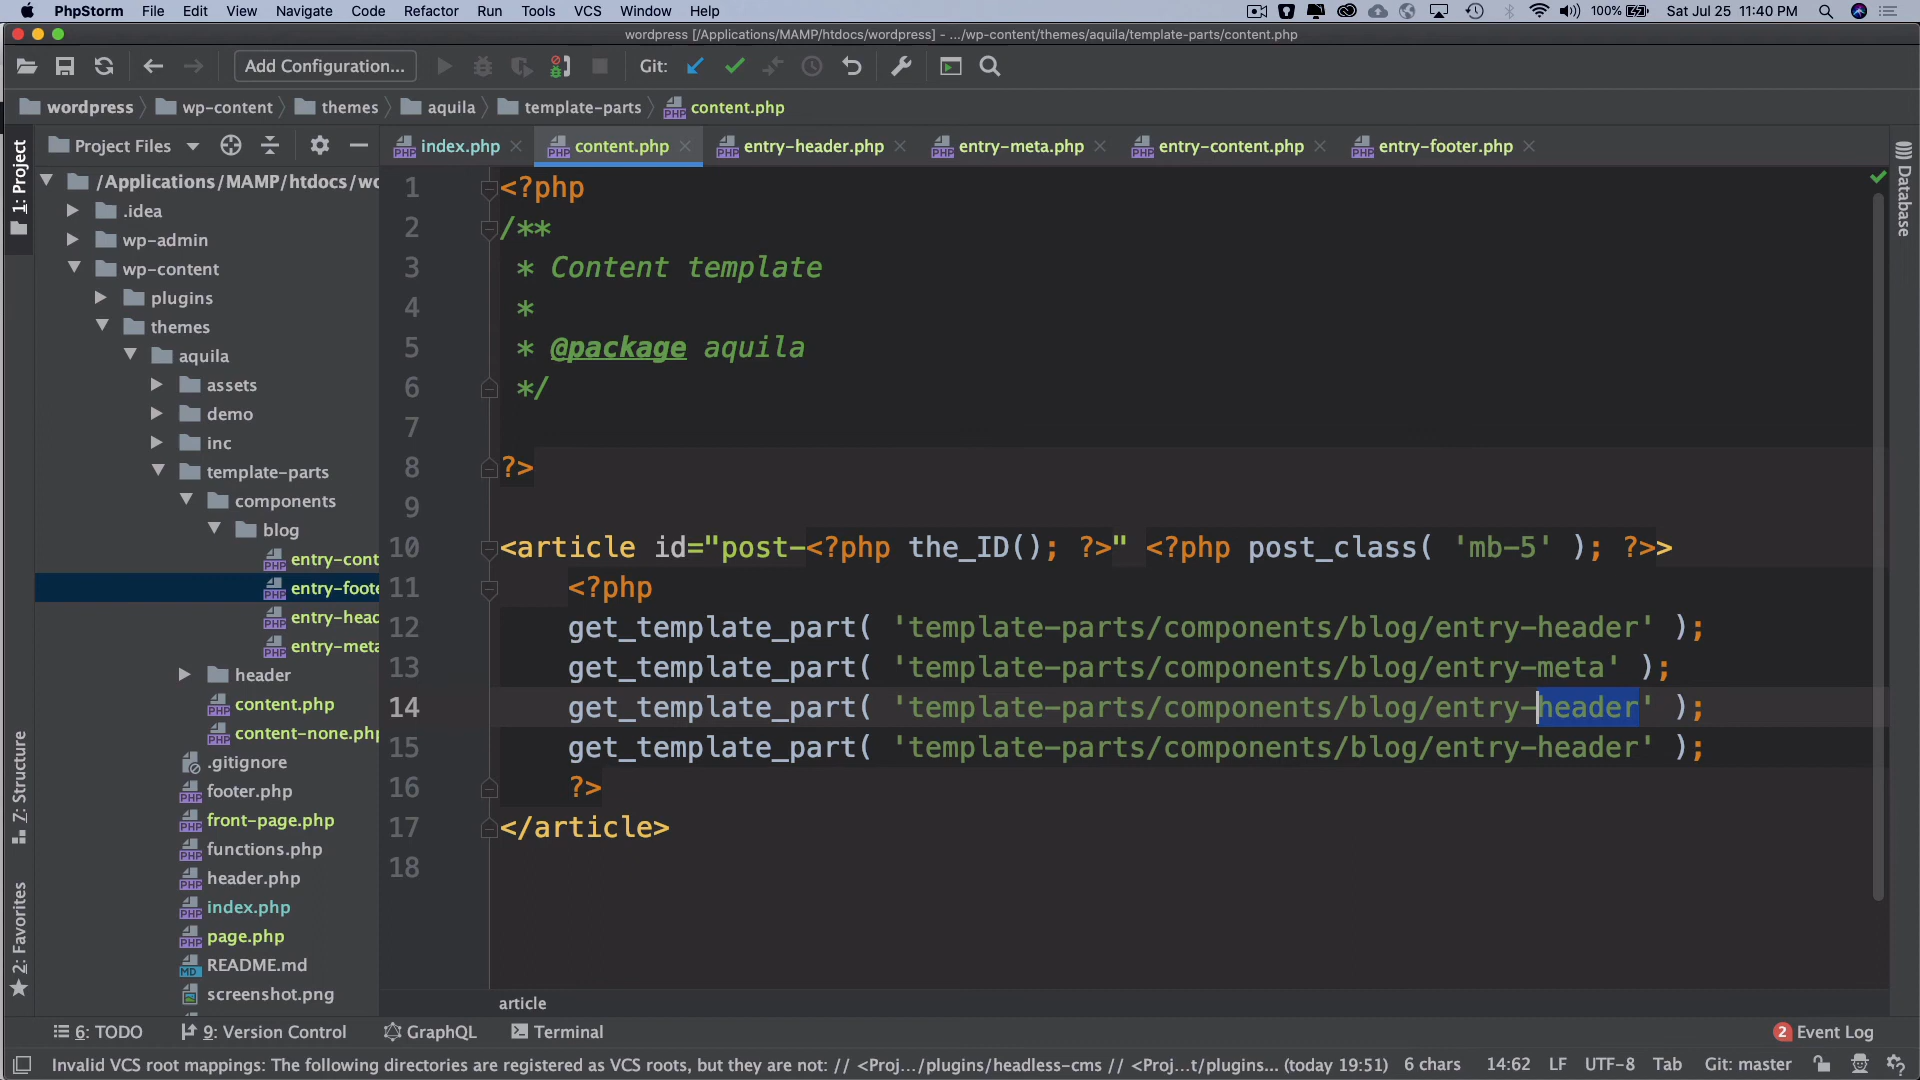 PhpStorm File Edit View Navigate Code Refactor Run Tools VCS Window Help 100% Sat Jul 25 11:40 PM
wordpress [/Applications/MAMP/htdocs/wordpress] - .../wp-content/themes/aquila/template-parts/content.php
Add Configuration... Git:
wordpress wp-content themes aquila template-parts content.php
1: Project
Project Files
index.php content.php entry-header.php entry-meta.php entry-content.php entry-footer.php
Database
/Applications/MAMP/htdocs/wo
.idea
wp-admin
wp-content
plugins
themes
aquila
assets
demo
inc
template-parts
components
blog
entry-cont
entry-foote
entry-head
entry-meta
header
content.php
content-none.php
.gitignore
footer.php
front-page.php
functions.php
header.php
index.php
page.php
README.md
screenshot.png
Z: Structure
2: Favorites
1 <?php
2 /**
3 * Content template
4 *
5 * @package aquila
6 */
7
8 ?>
9
10 <article id="post-<?php the_ID(); ?>" <?php post_class( 'mb-5' ); ?>>
11 <?php
12 get_template_part( 'template-parts/components/blog/entry-header' );
13 get_template_part( 'template-parts/components/blog/entry-meta' );
14 get_template_part( 'template-parts/components/blog/entry-header' );
15 get_template_part( 'template-parts/components/blog/entry-header' );
16 ?>
17 </article>
18
article
6: TODO 9: Version Control GraphQL Terminal 2 Event Log
Invalid VCS root mappings: The following directories are registered as VCS roots, but they are not: // <Proj.../plugins/headless-cms // <Proj...t/plugins... (today 19:51) 6 chars 14:62 LF UTF-8 Tab Git: master